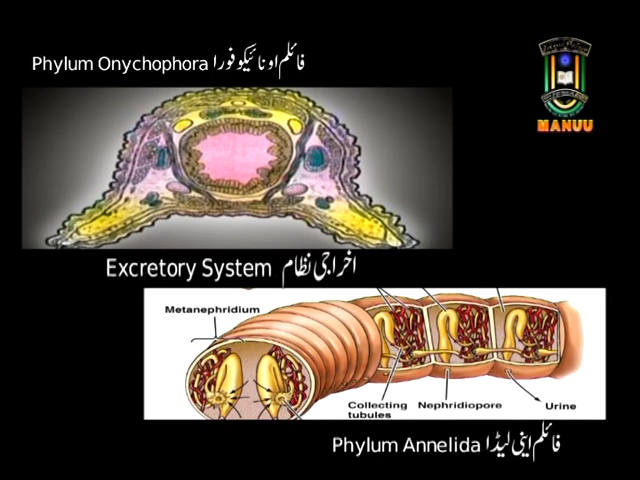 Phylum Onychophora فائلم اونائیکوفورا
MANUU
Excretory System اخراجی نظام
Metanephridium
Collecting tubules
Nephridiopore
Urine
Phylum Annelida فائلم اینی لیڈا